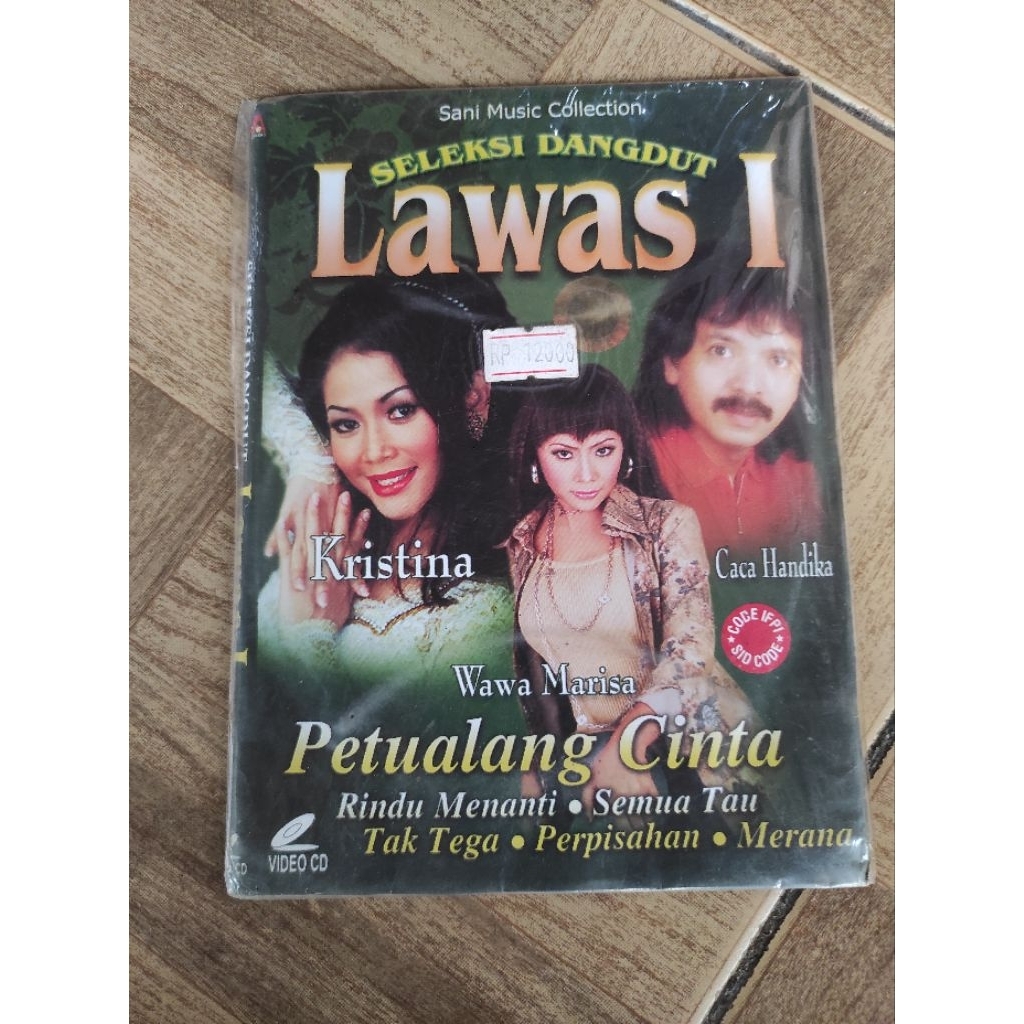 Sani Music Collection
SELEKSI DANGDUT
Lawas I
RP 12000
Kristina
Caca Handika
CODE IFPI
SID CODE
Wawa Marisa
Petualang Cinta
Rindu Menanti • Semua Tau
Tak Tega • Perpisahan • Merana
VIDEO CD